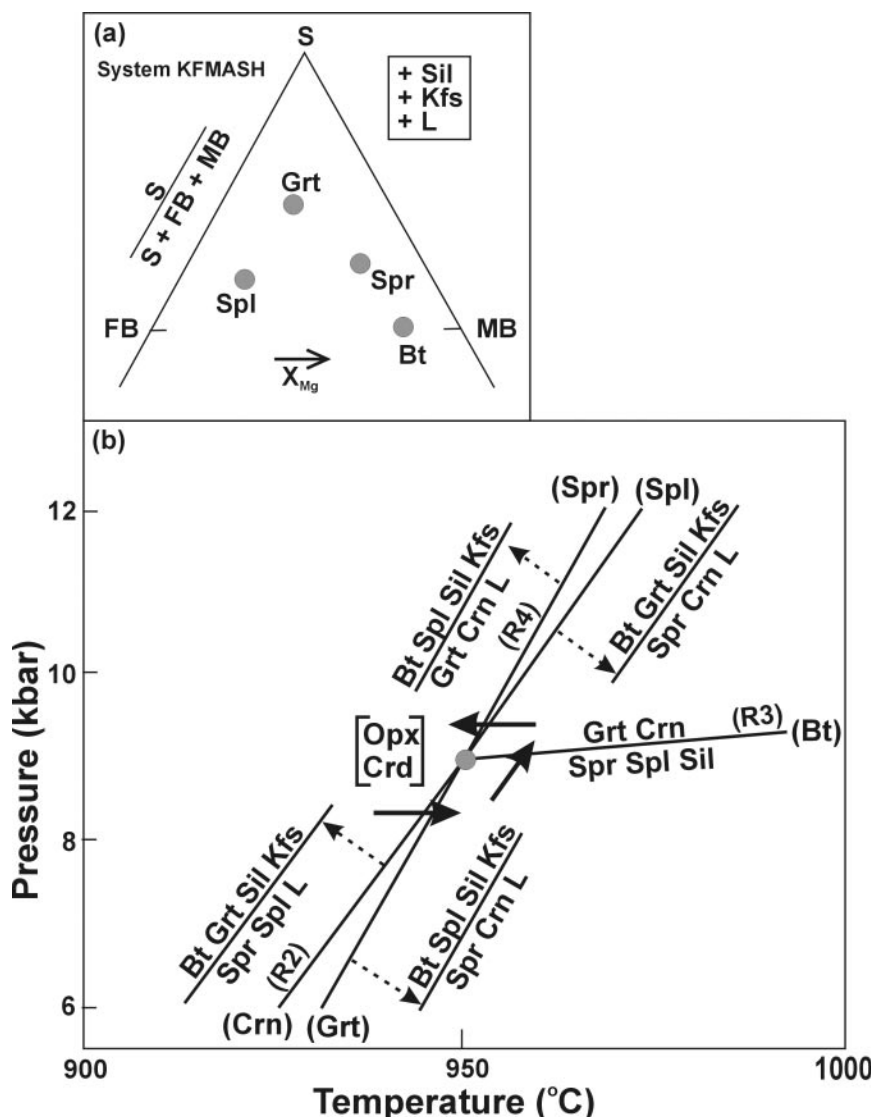 (a)
S
System KFMASH
+ Sil
+ Kfs
+ L
S
S + FB + MB
Grt
Spl
Spr
FB
MB
Bt
X_Mg
(b)
(Spr) (Spl)
12
Bt Spl Sil Kfs
Grt Crn L
(R4)
Bt Grt Sil Kfs
Spr Crn L
10
Grt Crn (R3) (Bt)
Spr Spl Sil
[Opx
Crd]
8
Bt Grt Sil Kfs
Spr Spl L
(R2)
Bt Spl Sil Kfs
Spr Crn L
6
(Crn) (Grt)
900 950 1000
Pressure (kbar)
Temperature (°C)